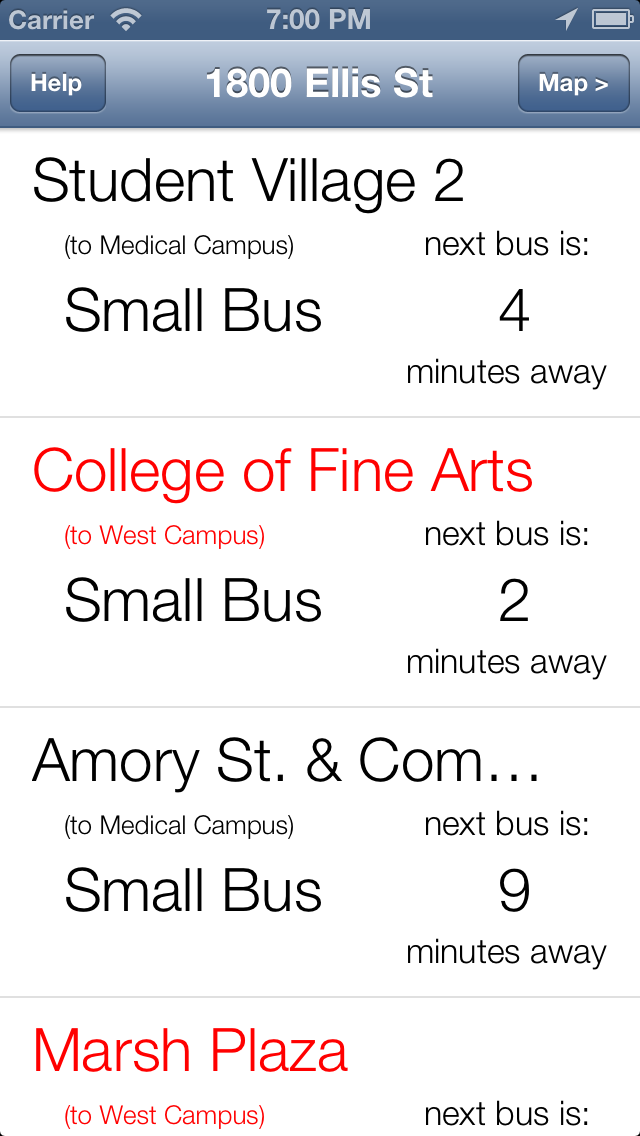 Carrier 7:00 PM
Help 1800 Ellis St Map >
Student Village 2
(to Medical Campus) next bus is:
Small Bus 4
minutes away
College of Fine Arts
(to West Campus) next bus is:
Small Bus 2
minutes away
Amory St. & Com...
(to Medical Campus) next bus is:
Small Bus 9
minutes away
Marsh Plaza
(to West Campus) next bus is: